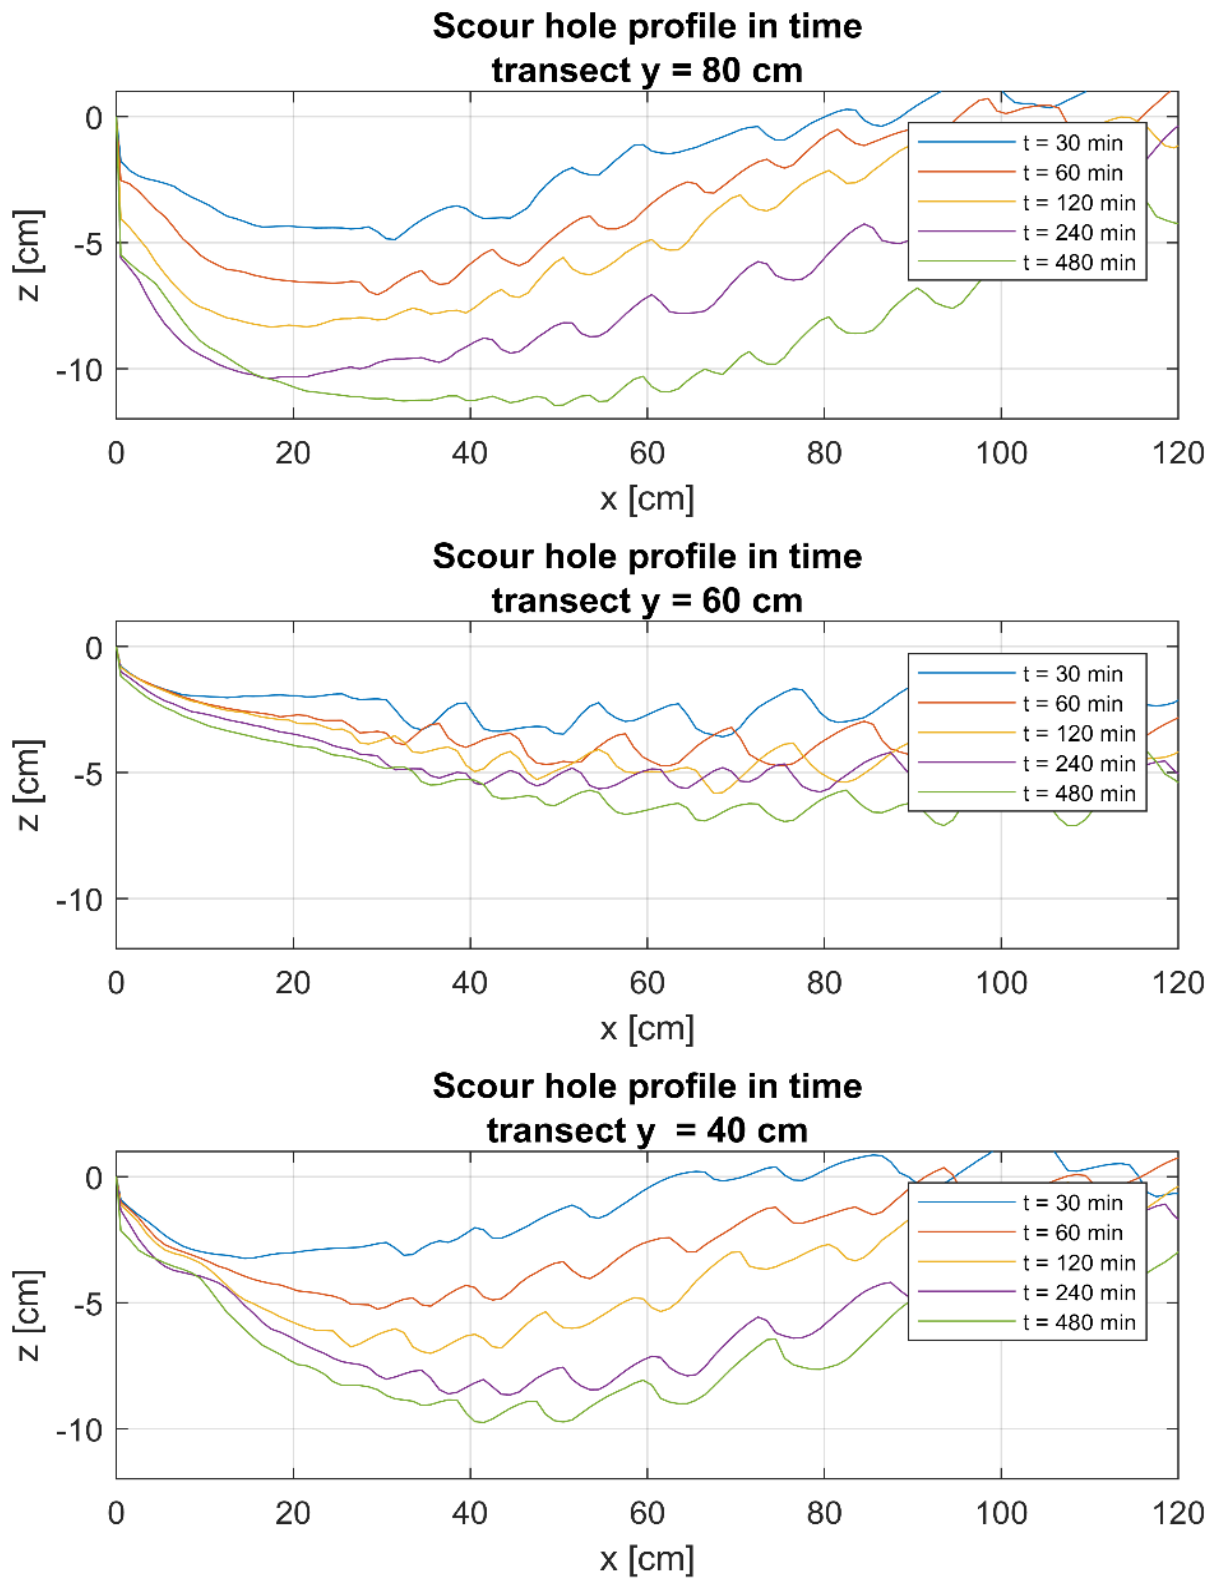 Scour hole profile in time
transect y = 80 cm
0
-5
-10
z [cm]
t = 30 min
t = 60 min
t = 120 min
t = 240 min
t = 480 min
0 20 40 60 80 100 120
x [cm]
Scour hole profile in time
transect y = 60 cm
0
-5
-10
z [cm]
t = 30 min
t = 60 min
t = 120 min
t = 240 min
t = 480 min
0 20 40 60 80 100 120
x [cm]
Scour hole profile in time
transect y  = 40 cm
0
-5
-10
z [cm]
t = 30 min
t = 60 min
t = 120 min
t = 240 min
t = 480 min
0 20 40 60 80 100 120
x [cm]